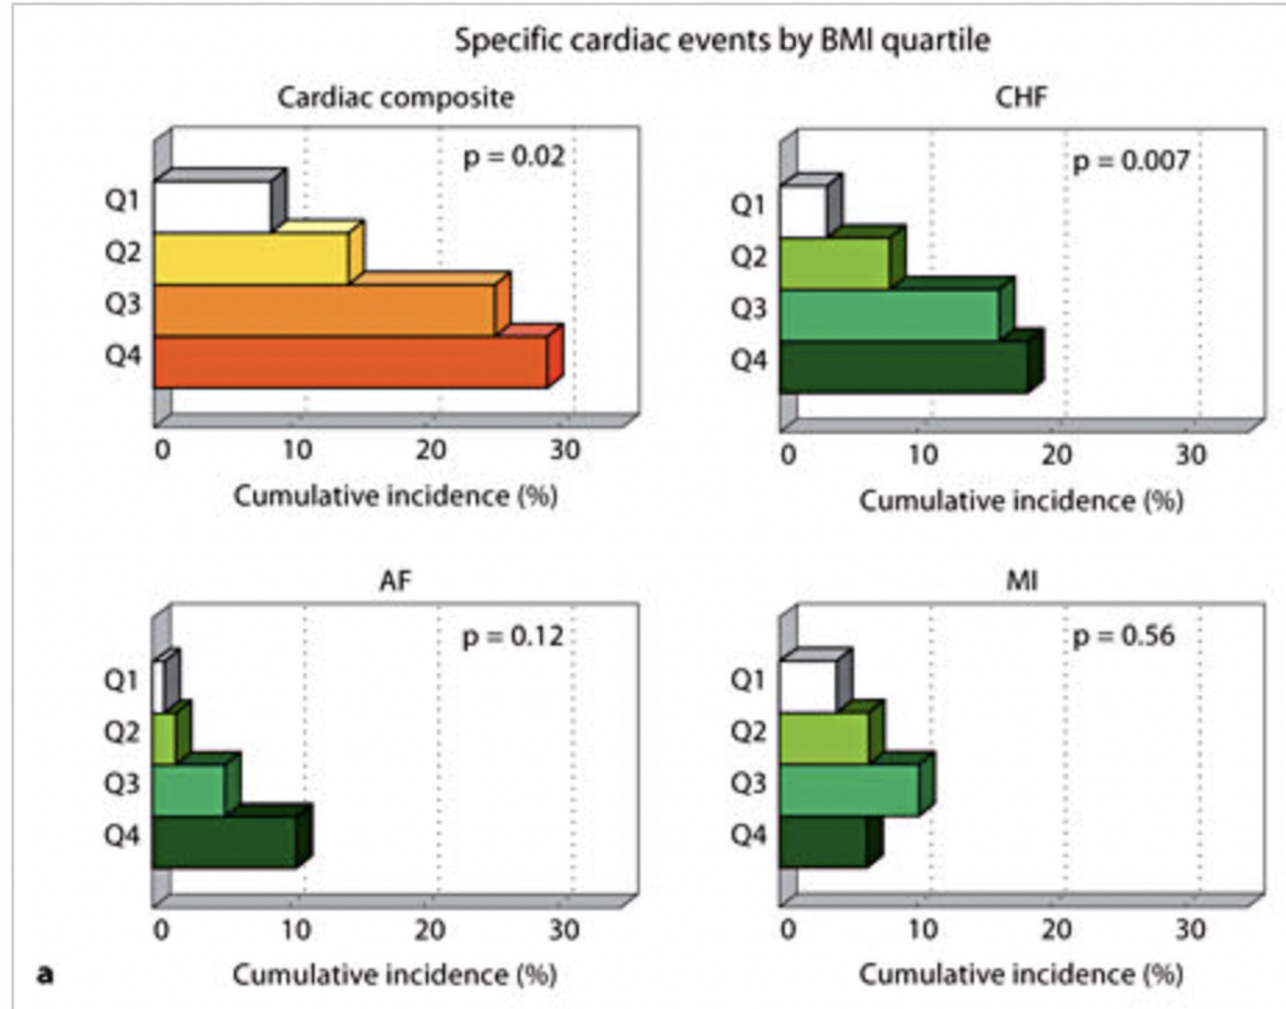 Specific cardiac events by BMI quartile
Cardiac composite
p = 0.02
Q1
Q2
Q3
Q4
0 10 20 30
Cumulative incidence (%)
CHF
p = 0.007
Q1
Q2
Q3
Q4
0 10 20 30
Cumulative incidence (%)
AF
p = 0.12
Q1
Q2
Q3
Q4
0 10 20 30
Cumulative incidence (%)
MI
p = 0.56
Q1
Q2
Q3
Q4
0 10 20 30
Cumulative incidence (%)
a